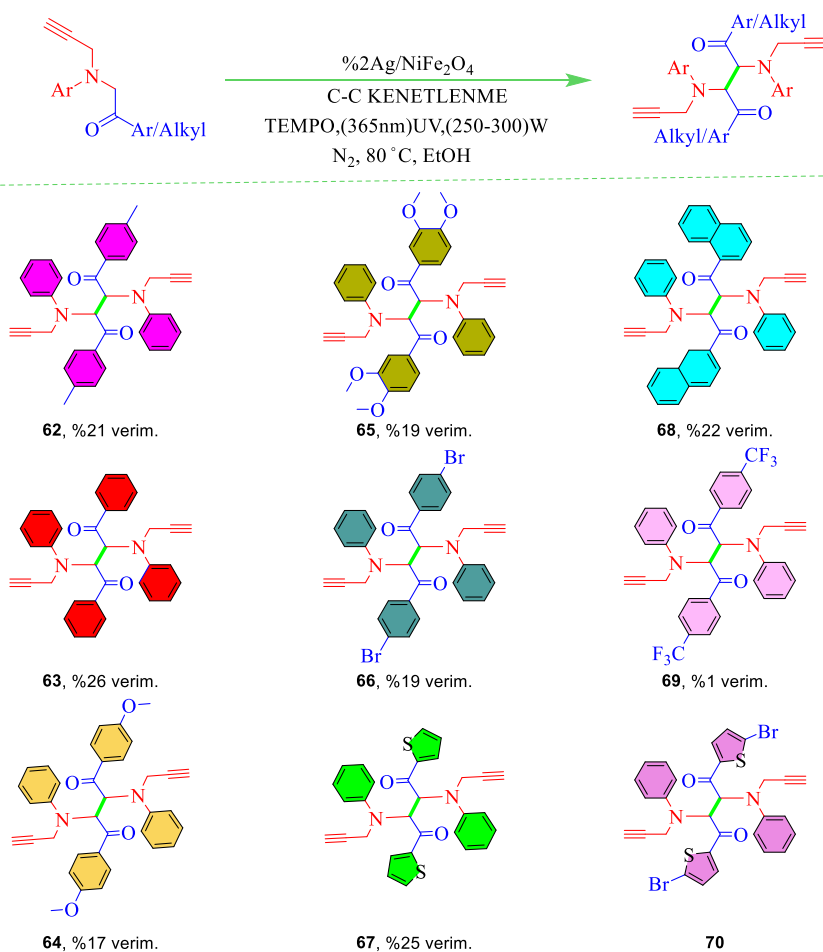 N
Ar
O
Ar/Alkyl
%2Ag/NiFe₂O₄
C-C KENETLENME
TEMPO,(365nm)UV,(250-300)W
N₂, 80 °C, EtOH
Ar/Alkyl
O
Ar
N
N
Ar
O
Alkyl/Ar
O
N
N
O
62, %21 verim.
O
O
O
N
N
O
O
O
65, %19 verim.
O
N
N
O
68, %22 verim.
O
N
N
O
63, %26 verim.
Br
O
N
N
O
Br
66, %19 verim.
CF₃
O
N
N
O
F₃C
69, %1 verim.
O
O
N
N
O
O
64, %17 verim.
S
O
N
N
O
S
67, %25 verim.
Br
S
O
N
N
O
S
Br
70